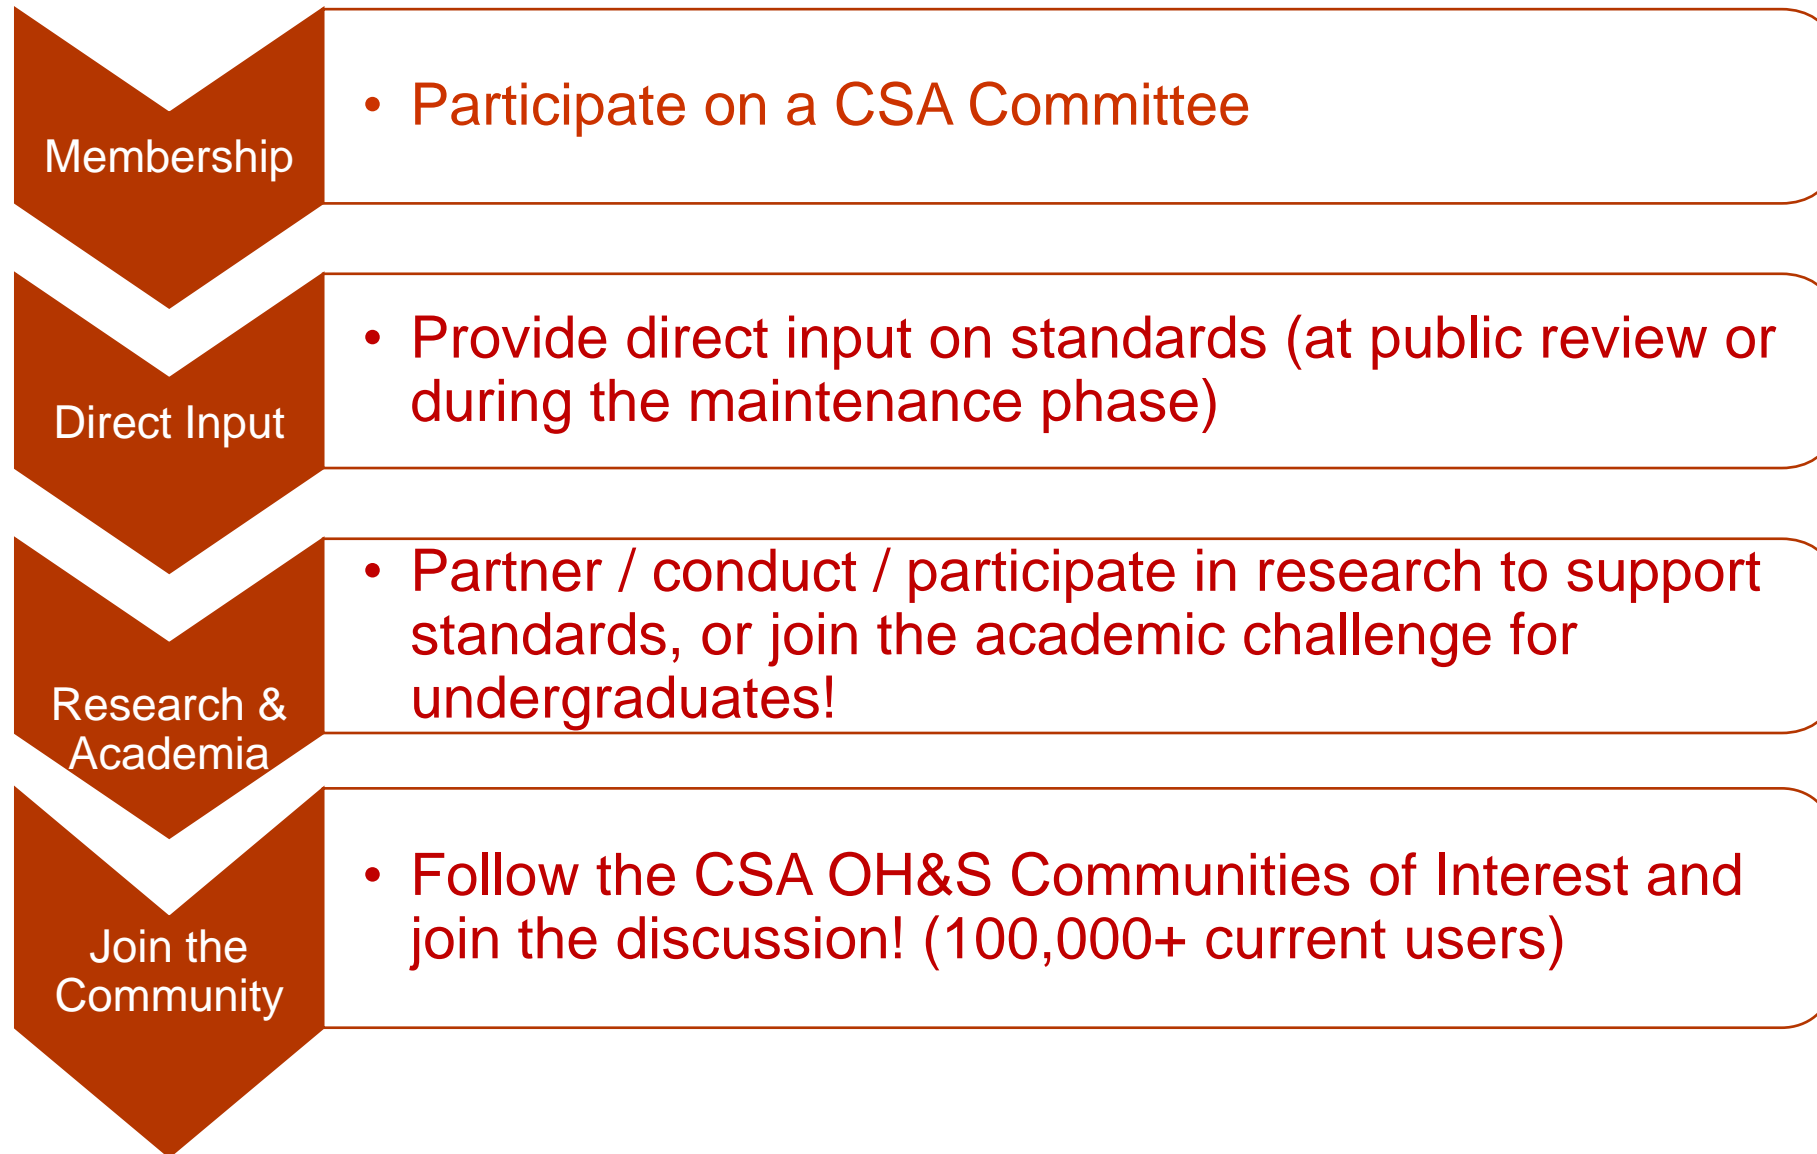 Membership
• Participate on a CSA Committee
Direct Input
• Provide direct input on standards (at public review or
during the maintenance phase)
Research &
Academia
• Partner / conduct / participate in research to support
standards, or join the academic challenge for
undergraduates!
Join the
Community
• Follow the CSA OH&S Communities of Interest and
join the discussion! (100,000+ current users)